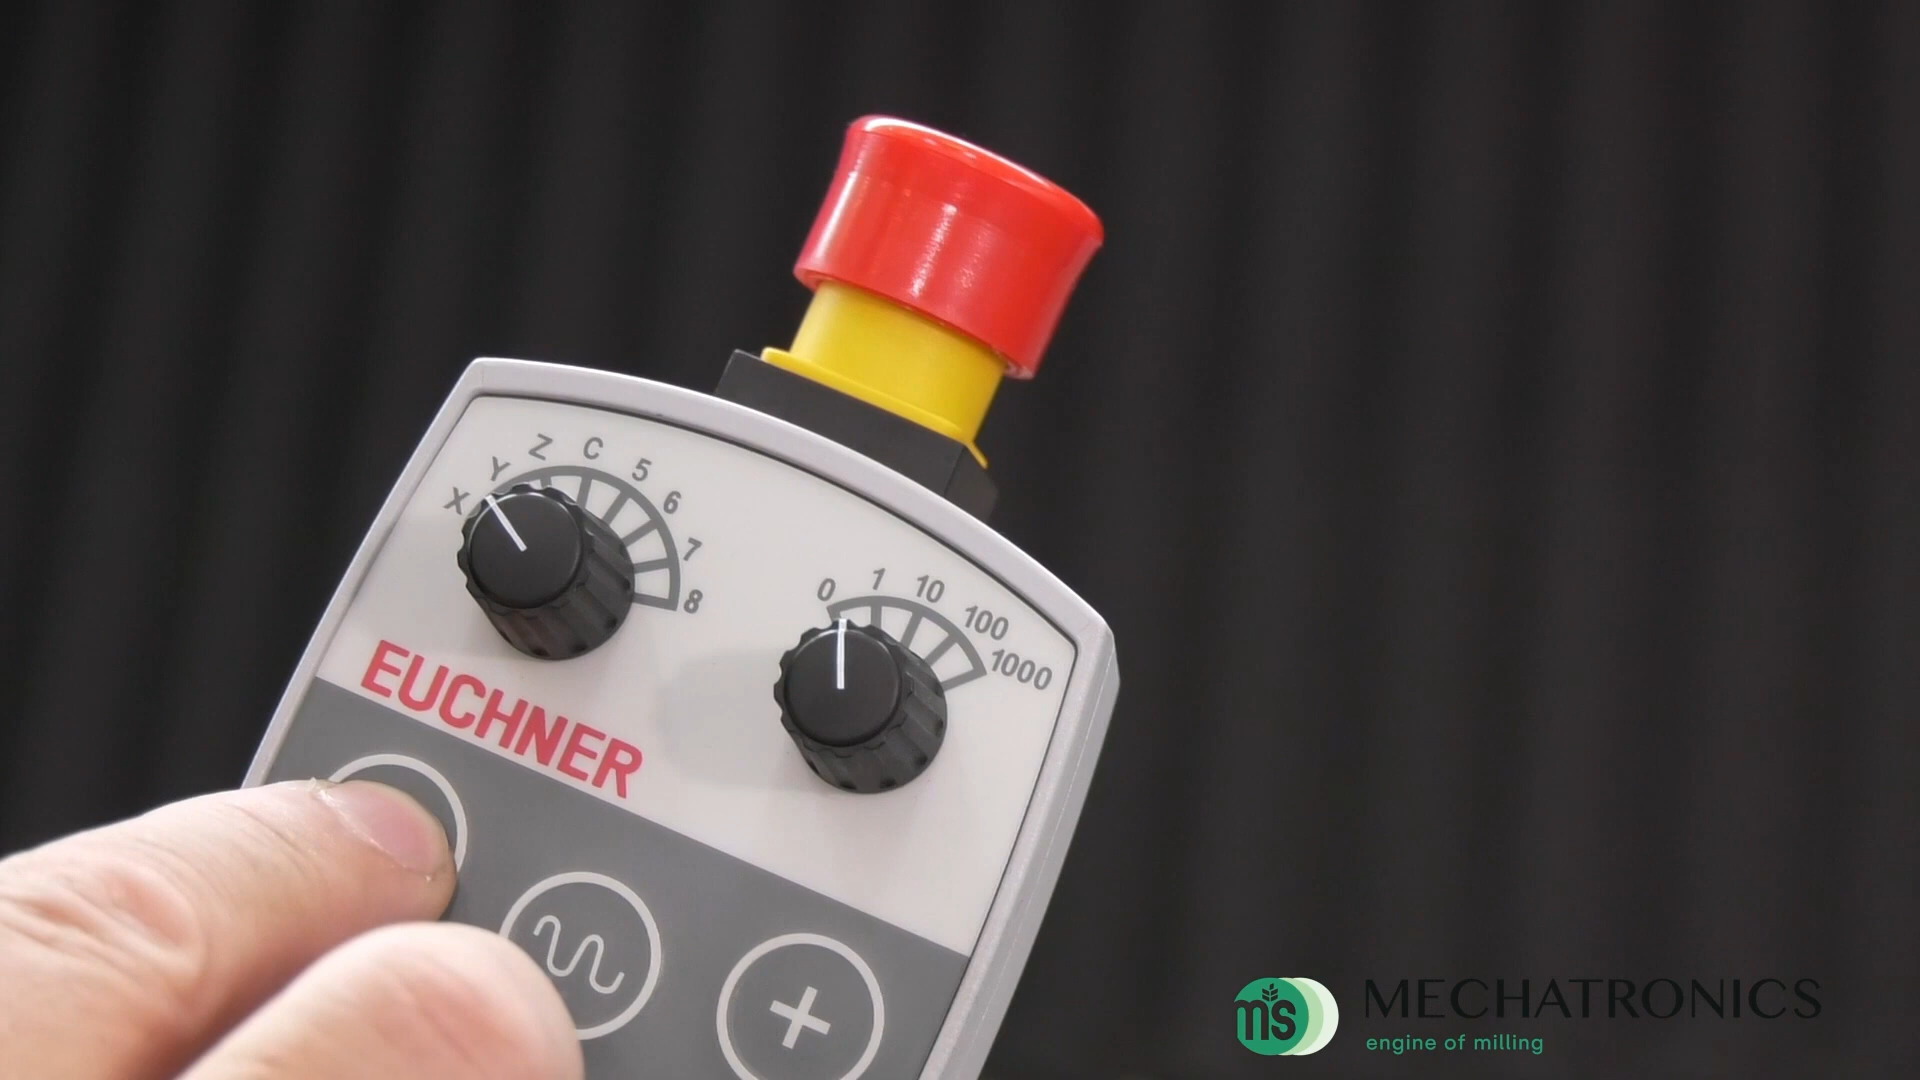 X Y Z C 5 6 7 8
0 1 10 100 1000
EUCHNER
+
ms MECHATRONICS
engine of milling